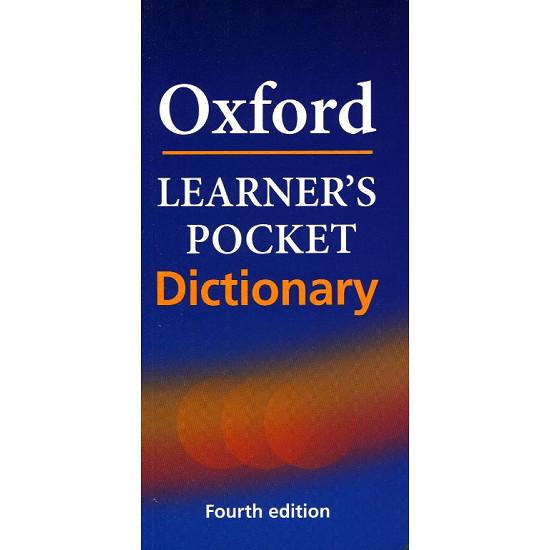 Oxford
LEARNER'S
POCKET
Dictionary
Fourth edition